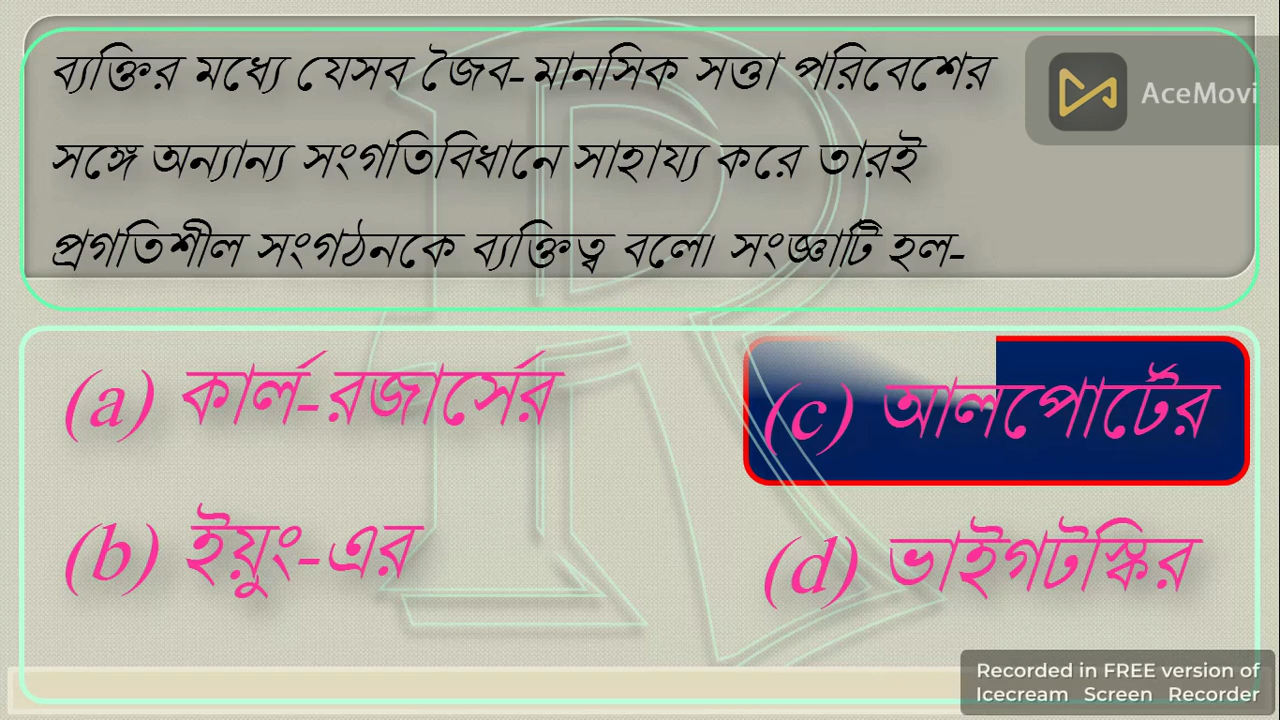 ব্যক্তির মধ্যে যেসব জৈব-মানসিক সত্তা পরিবেশের
সঙ্গে অন্যান্য সংগতিবিধানে সাহায্য করে তারই
প্রগতিশীল সংগঠনকে ব্যক্তিত্ব বলে। সংজ্ঞাটি হল-
AceMovi
(a) কার্ল-রজার্সের
(c) আলপোর্টের
(b) ইয়ুং-এর
(d) ভাইগটস্কির
Recorded in FREE version of
Icecream Screen Recorder